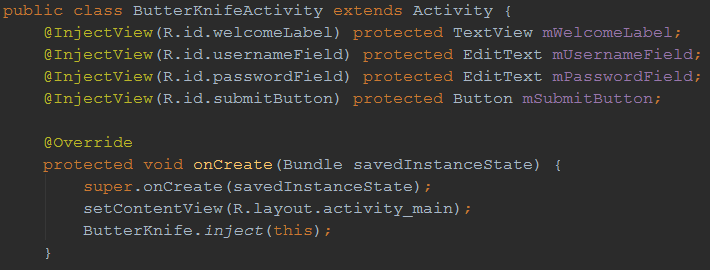 public class ButterKnifeActivity extends Activity {
@InjectView(R.id.welcomeLabel) protected TextView mWelcomeLabel;
@InjectView(R.id.usernameField) protected EditText mUsernameField;
@InjectView(R.id.passwordField) protected EditText mPasswordField;
@InjectView(R.id.submitButton) protected Button mSubmitButton;
@Override
protected void onCreate(Bundle savedInstanceState) {
super.onCreate(savedInstanceState);
setContentView(R.layout.activity_main);
ButterKnife.inject(this);
}